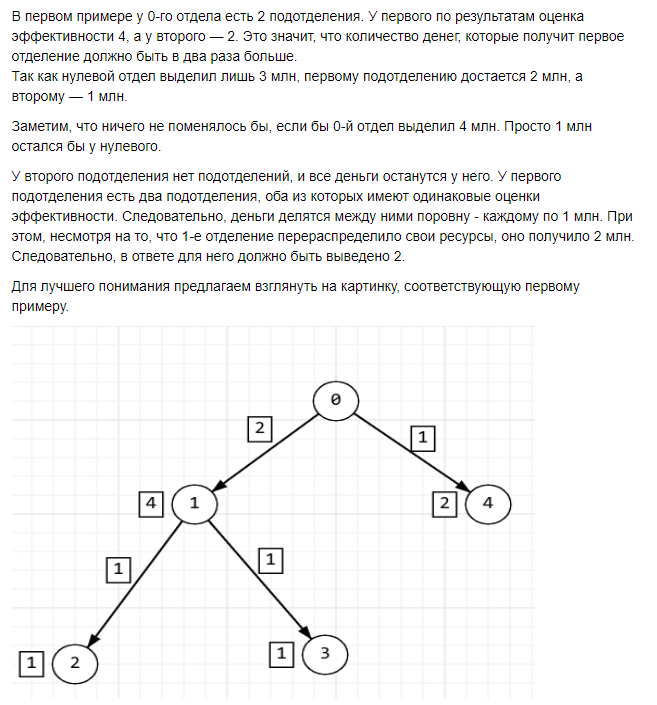 В первом примере у 0-го отдела есть 2 подотделения. У первого по результатам оценка
эффективности 4, а у второго — 2. Это значит, что количество денег, которые получит первое
отделение должно быть в два раза больше.
Так как нулевой отдел выделил лишь 3 млн, первому подотделению достается 2 млн, а
второму — 1 млн.
Заметим, что ничего не поменялось бы, если бы 0-й отдел выделил 4 млн. Просто 1 млн
остался бы у нулевого.
У второго подотделения нет подотделений, и все деньги останутся у него. У первого
подотделения есть два подотделения, оба из которых имеют одинаковые оценки
эффективности. Следовательно, деньги делятся между ними поровну - каждому по 1 млн. При
этом, несмотря на то, что 1-е отделение перераспределило свои ресурсы, оно получило 2 млн.
Следовательно, в ответе для него должно быть выведено 2.
Для лучшего понимания предлагаем взглянуть на картинку, соответствующую первому
примеру.
0
2
1
4
1
2
4
1
1
1
2
1
3